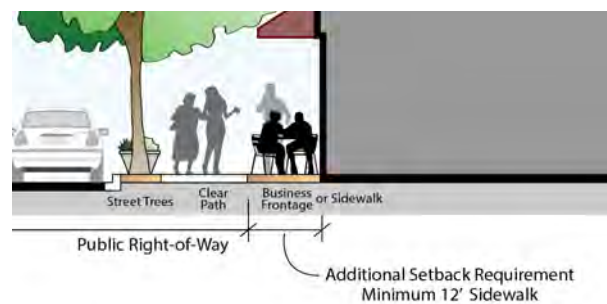 Street Trees
Clear
Path
Business
Frontage or Sidewalk
Public Right-of-Way
Additional Setback Requirement
Minimum 12' Sidewalk